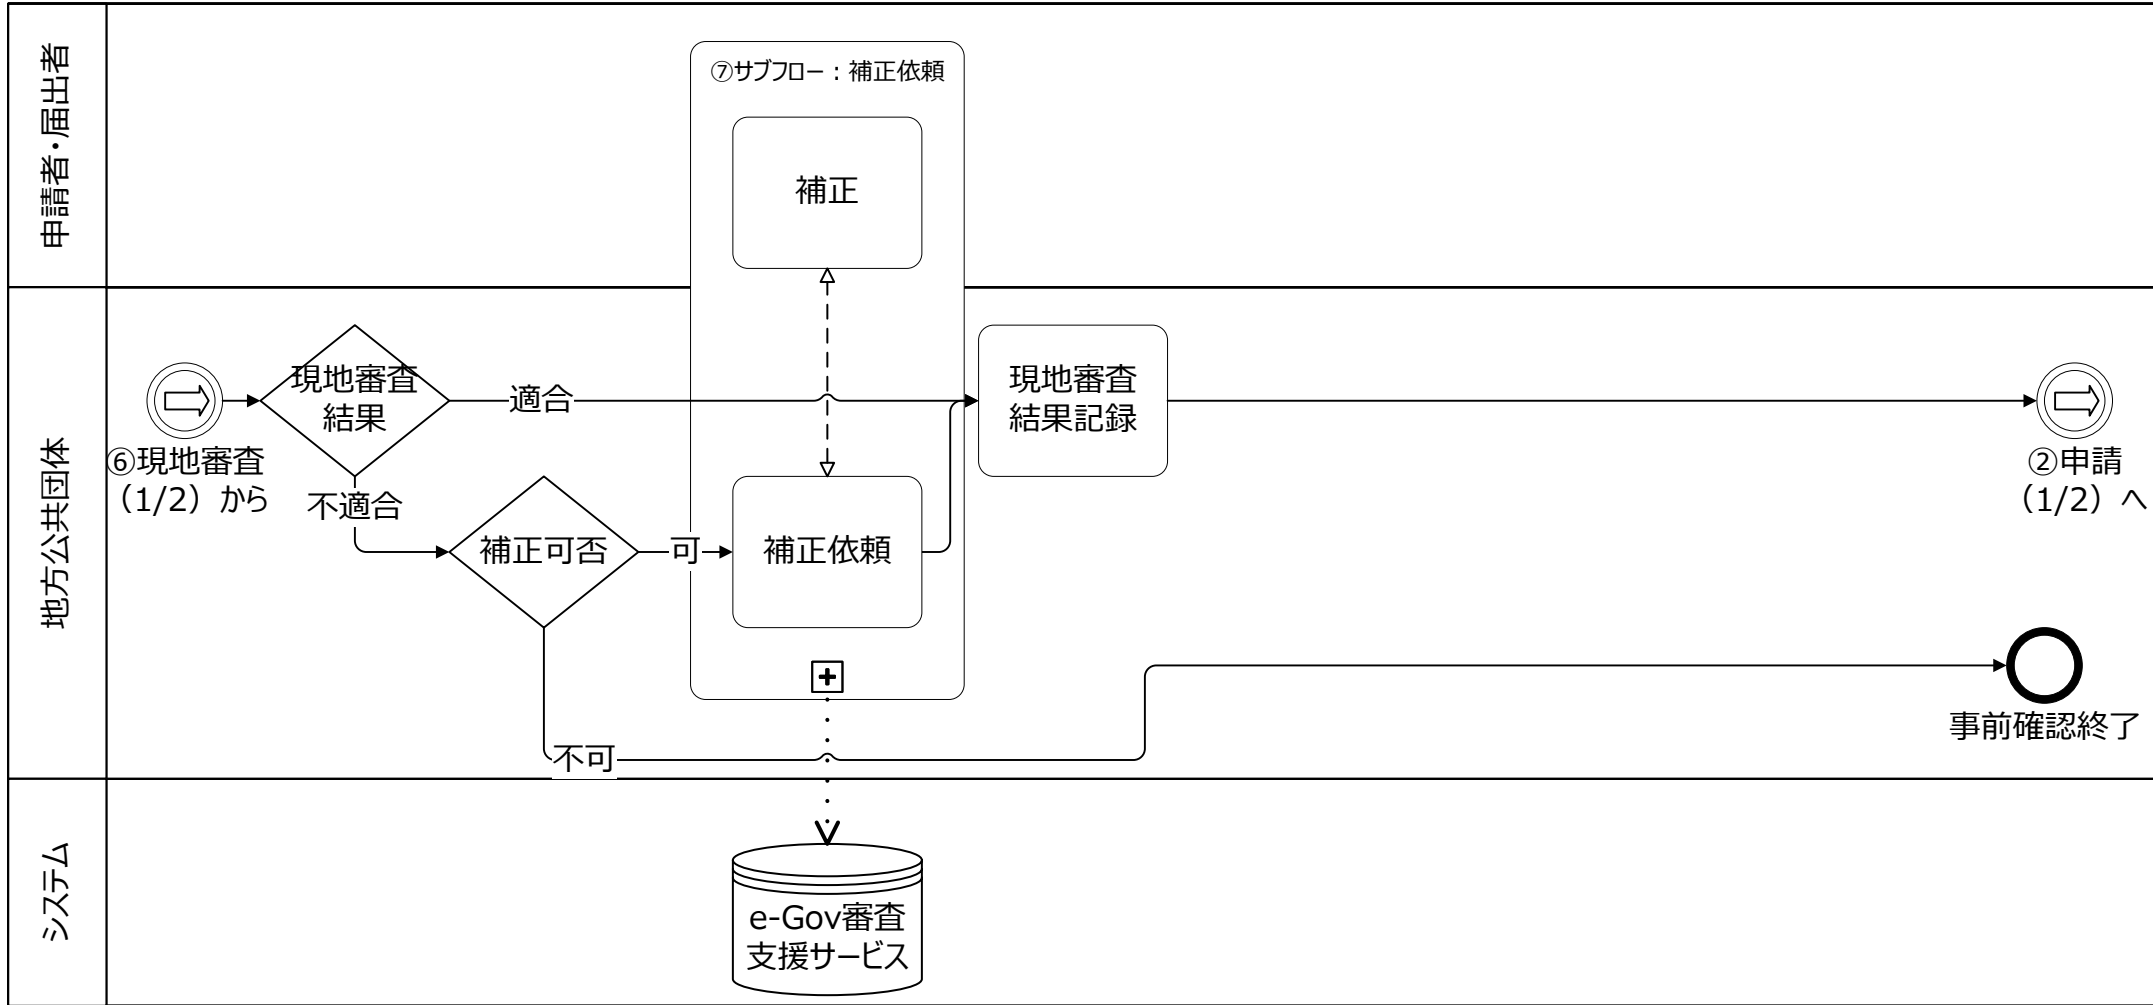 申請者・届出者
⑦サブフロー：補正依頼
補正
地方公共団体
⑥現地審査
（1/2）から
現地審査
結果
適合
不適合
補正可否
可
不可
補正依頼
現地審査
結果記録
②申請
（1/2）へ
事前確認終了
システム
e-Gov審査
支援サービス